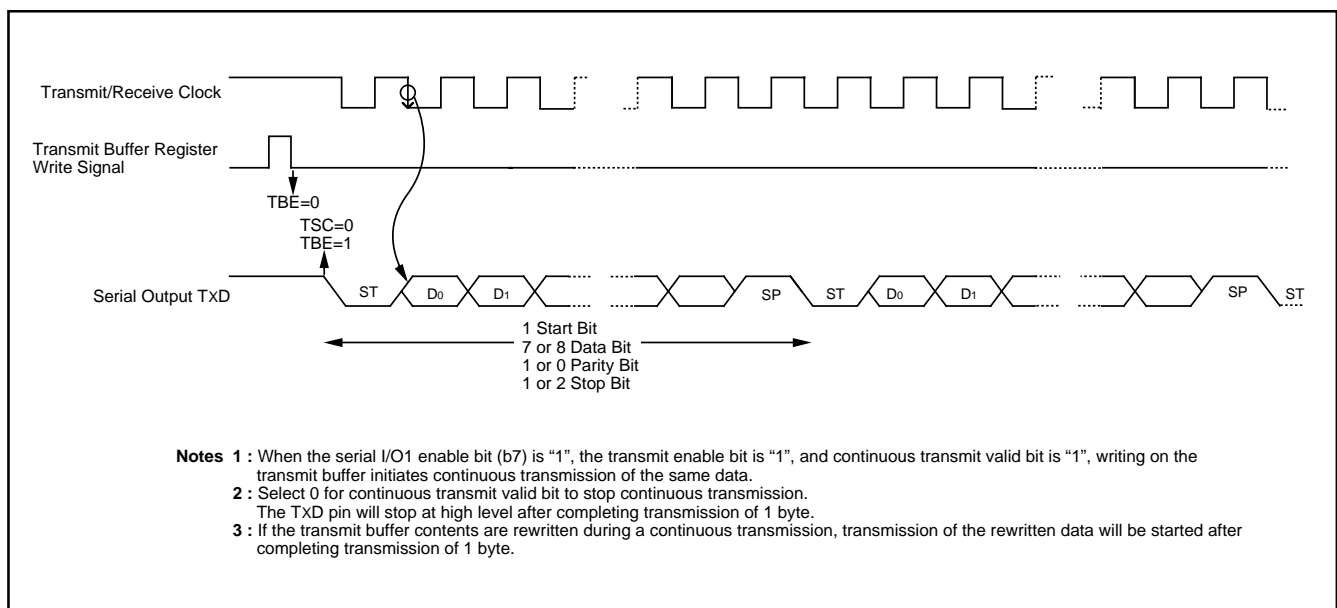 Transmit/Receive Clock
Transmit Buffer Register
Write Signal
TBE=0
TSC=0
TBE=1
Serial Output TXD
ST
D0
D1
SP
ST
D0
D1
SP
ST
1 Start Bit
7 or 8 Data Bit
1 or 0 Parity Bit
1 or 2 Stop Bit
Notes 1 : When the serial I/O1 enable bit (b7) is “1”, the transmit enable bit is “1”, and continuous transmit valid bit is “1”, writing on the
transmit buffer initiates continuous transmission of the same data.
2 : Select 0 for continuous transmit valid bit to stop continuous transmission.
The TXD pin will stop at high level after completing transmission of 1 byte.
3 : If the transmit buffer contents are rewritten during a continuous transmission, transmission of the rewritten data will be started after
completing transmission of 1 byte.